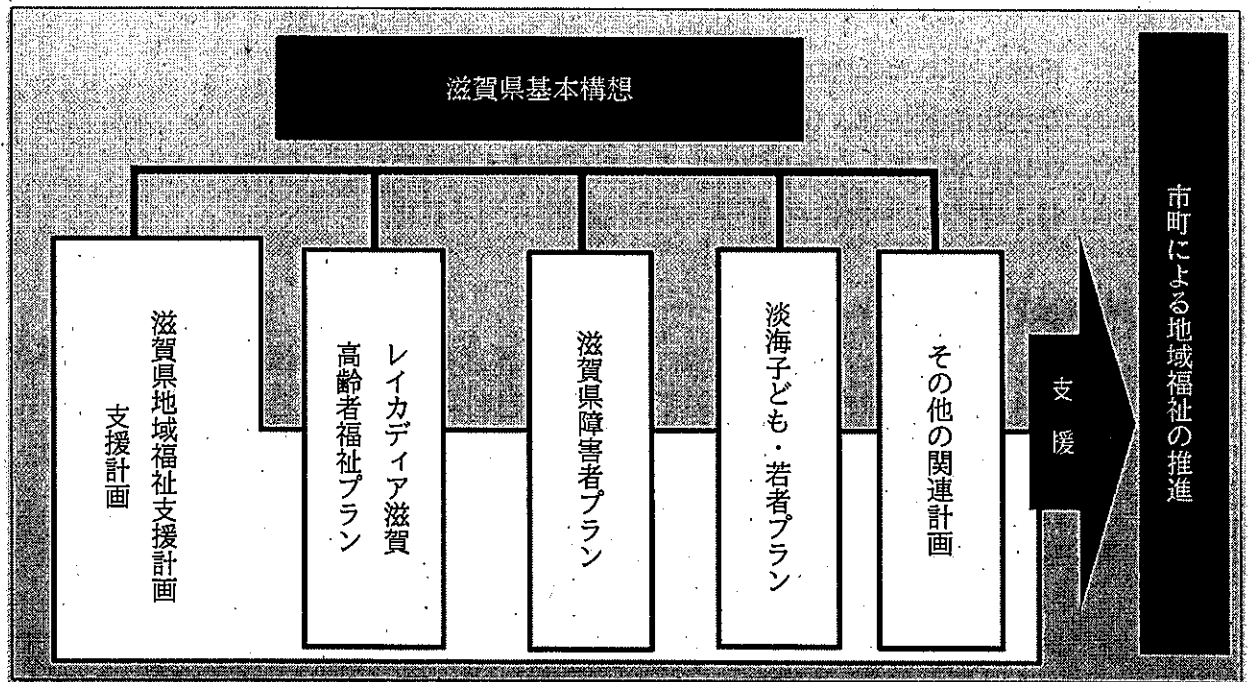 滋賀県基本構想
滋賀県地域福祉支援計画
支援計画
レイカディア滋賀
高齢者福祉プラン
滋賀県障害者プラン
淡海子ども・若者プラン
その他の関連計画
支援
市町による地域福祉の推進